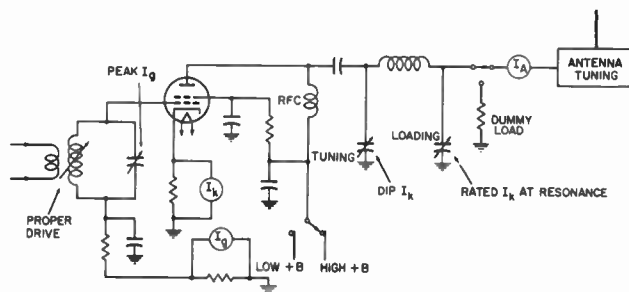 PEAK Ig
RFC
IA
ANTENNA
TUNING
DUMMY
LOAD
TUNING
LOADING
Ik
DIP Ik
RATED Ik AT RESONANCE
PROPER
DRIVE
Ig
LOW +B
HIGH +B